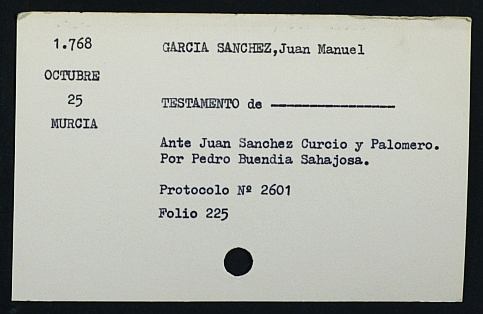 1.768
OCTUBRE
25
MURCIA
GARCIA SANCHEZ,Juan Manuel
TESTAMENTO de ----------------
Ante Juan Sanchez Curcio y Palomero.
Por Pedro Buendia Sahajosa.
Protocolo Nº 2601
Folio 225